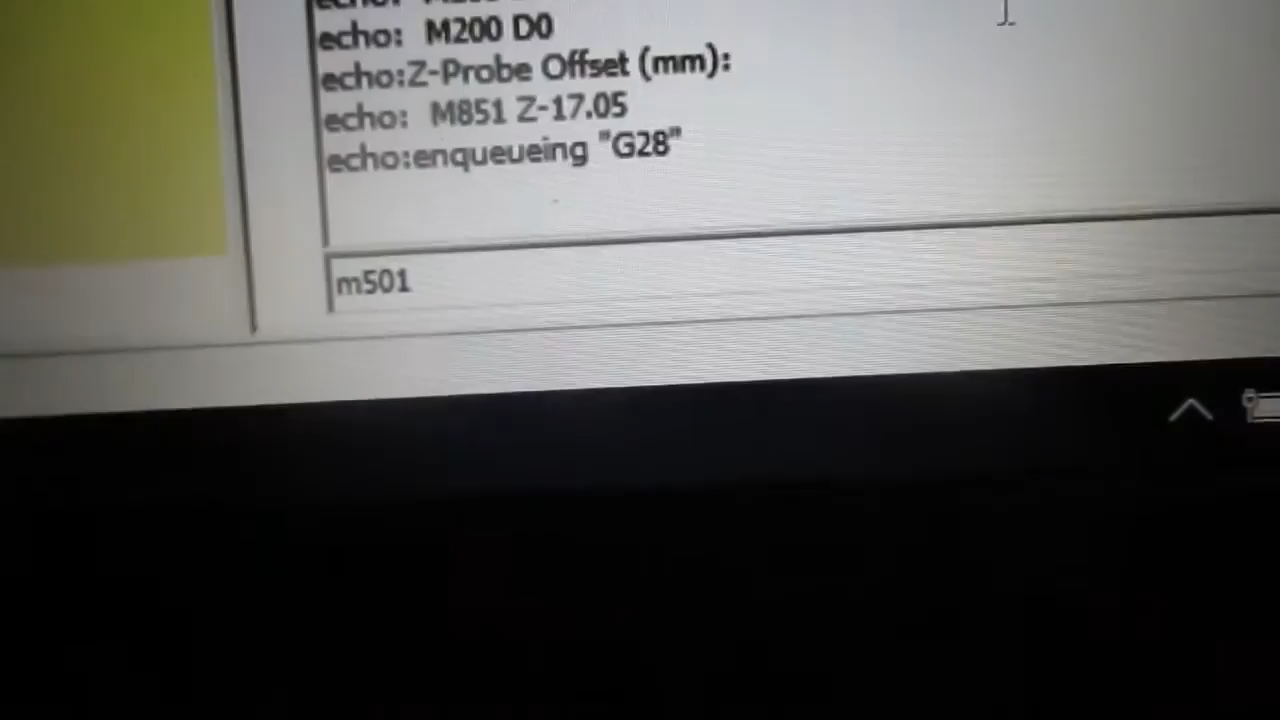 echo: M200 D0
echo:Z-Probe Offset (mm):
echo: M851 Z-17.05
echo:enqueueing "G28"
m501